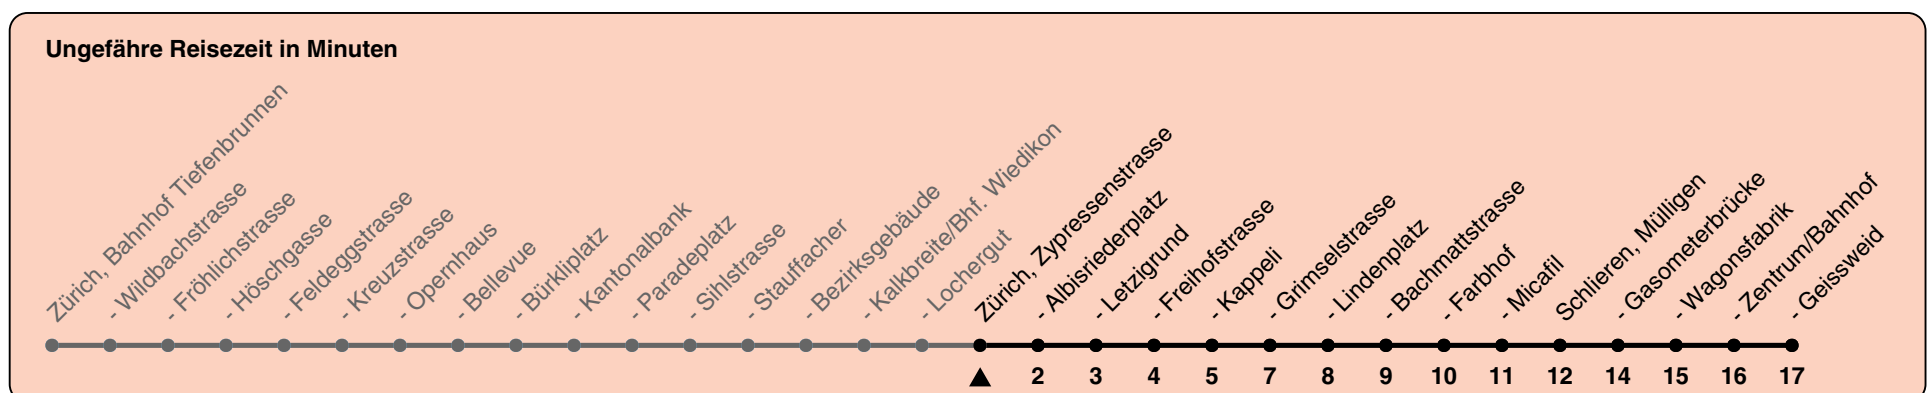 Ungefähre Reisezeit in Minuten
Zürich, Bahnhof Tiefenbrunnen
- Wildbachstrasse
- Fröhlichstrasse
- Höschgasse
- Feldeggstrasse
- Kreuzstrasse
- Opernhaus
- Bellevue
- Bürkliplatz
- Kantonalbank
- Paradeplatz
- Sihlstrasse
- Stauffacher
- Bezirksgebäude
- Kalkbreite/Bhf. Wiedikon
- Lochergut
Zürich, Zypressenstrasse
- Albisriederplatz
- Letzigrund
- Freihofstrasse
- Kappeli
- Grimselstrasse
- Lindenplatz
- Bachmattstrasse
- Farbhof
- Micafil
Schlieren, Mülligen
- Gasometerbrücke
- Wagonsfabrik
- Zentrum/Bahnhof
- Geissweid
2 3 4 5 7 8 9 10 11 12 14 15 16 17